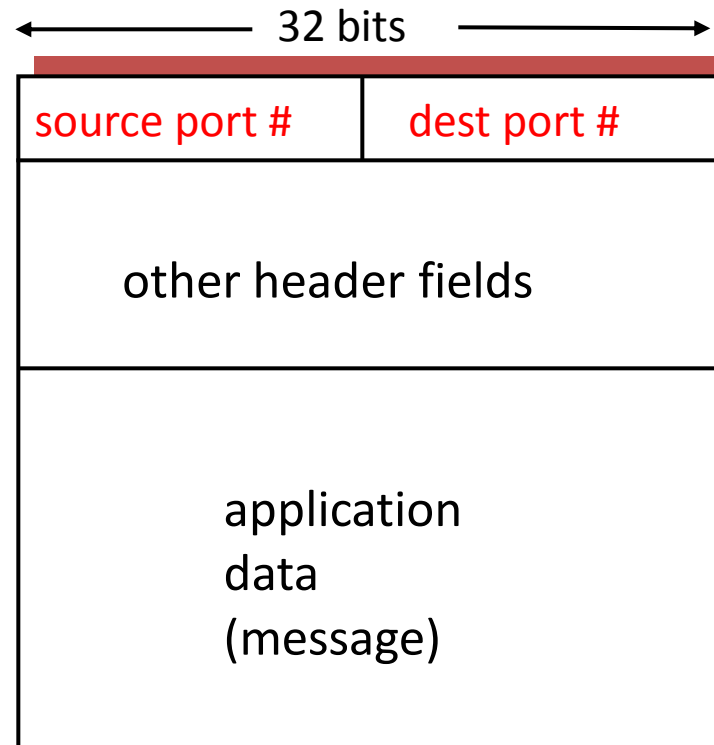 32 bits
source port #
dest port #
other header fields
application
data
(message)